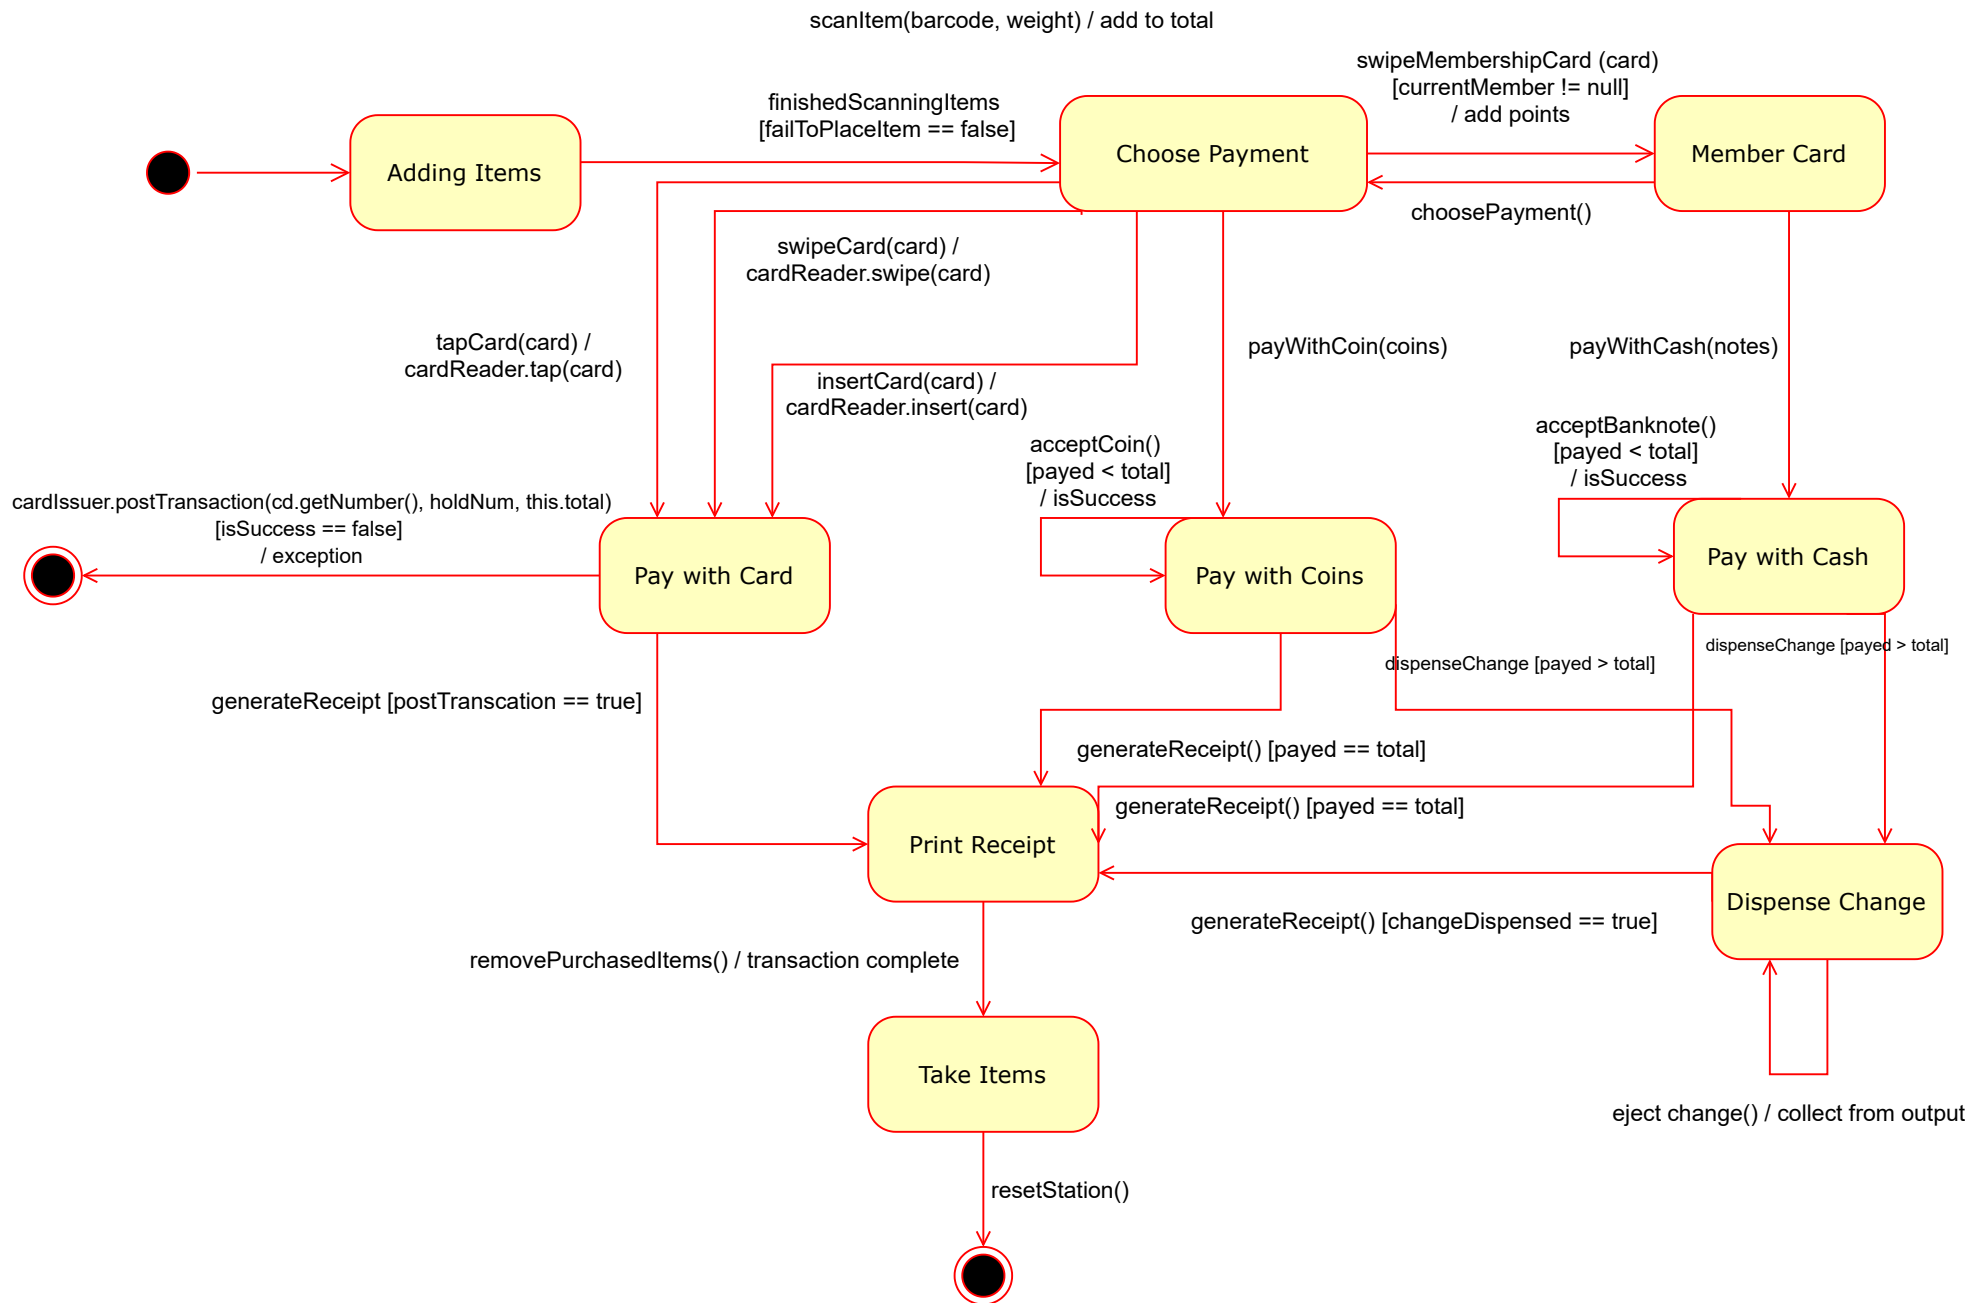 scanItem(barcode, weight) / add to total
swipeMembershipCard (card)
[currentMember != null]
/ add points
finishedScanningItems
[failToPlaceItem == false]
Adding Items
Choose Payment
Member Card
choosePayment()
swipeCard(card) /
cardReader.swipe(card)
tapCard(card) /
cardReader.tap(card)
insertCard(card) /
cardReader.insert(card)
payWithCoin(coins)
payWithCash(notes)
acceptCoin()
[payed < total]
/ isSuccess
acceptBanknote()
[payed < total]
/ isSuccess
cardIssuer.postTransaction(cd.getNumber(), holdNum, this.total)
[isSuccess == false]
/ exception
Pay with Card
Pay with Coins
Pay with Cash
dispenseChange [payed > total]
dispenseChange [payed > total]
generateReceipt [postTranscation == true]
generateReceipt() [payed == total]
generateReceipt() [payed == total]
Print Receipt
Dispense Change
generateReceipt() [changeDispensed == true]
removePurchasedItems() / transaction complete
Take Items
eject change() / collect from output
resetStation()